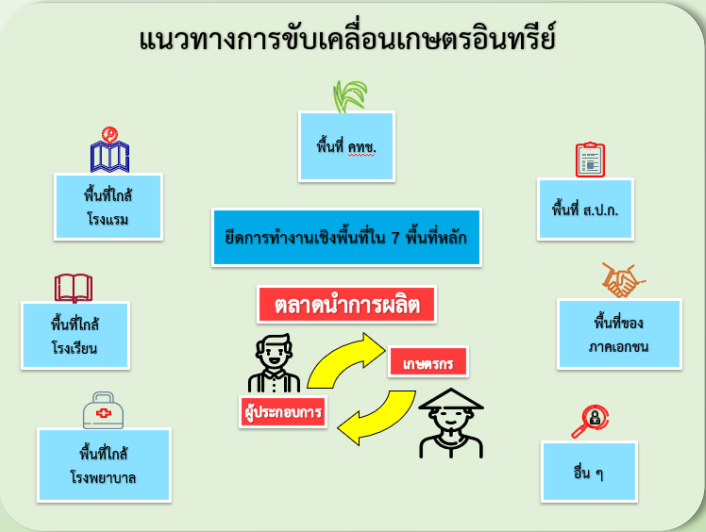 แนวทางการขับเคลื่อนเกษตรอินทรีย์
พื้นที่ คทช.
พื้นที่ใกล้
โรงแรม
พื้นที่ ส.ป.ก.
ยึดการทำงานเชิงพื้นที่ใน 7 พื้นที่หลัก
ตลาดนำการผลิต
พื้นที่ใกล้
โรงเรียน
พื้นที่ของ
ภาคเอกชน
เกษตรกร
ผู้ประกอบการ
พื้นที่ใกล้
โรงพยาบาล
อื่น ๆ